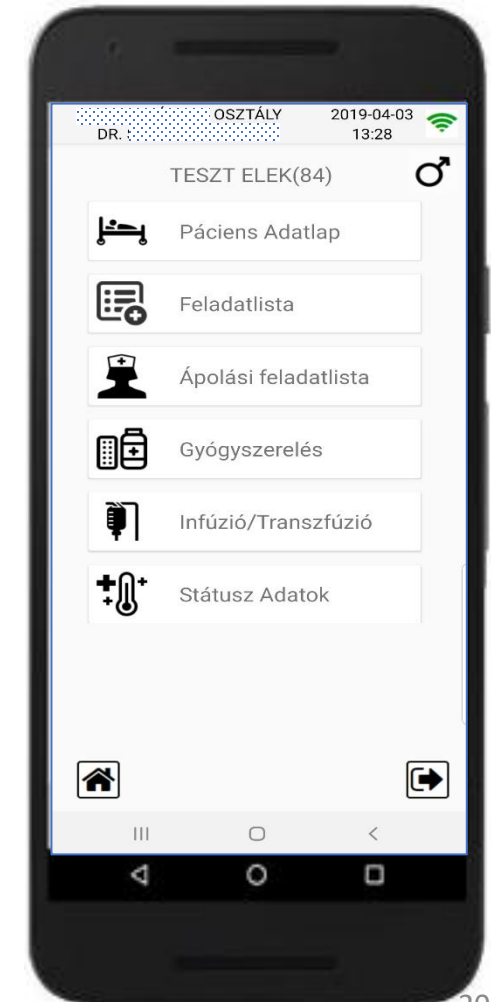 OSZTÁLY 2019-04-03
DR. 13:28
TESZT ELEK(84)
Páciens Adatlap
Feladatlista
Ápolási feladatlista
Gyógyszerelés
Infúzió/Transzfúzió
Státusz Adatok